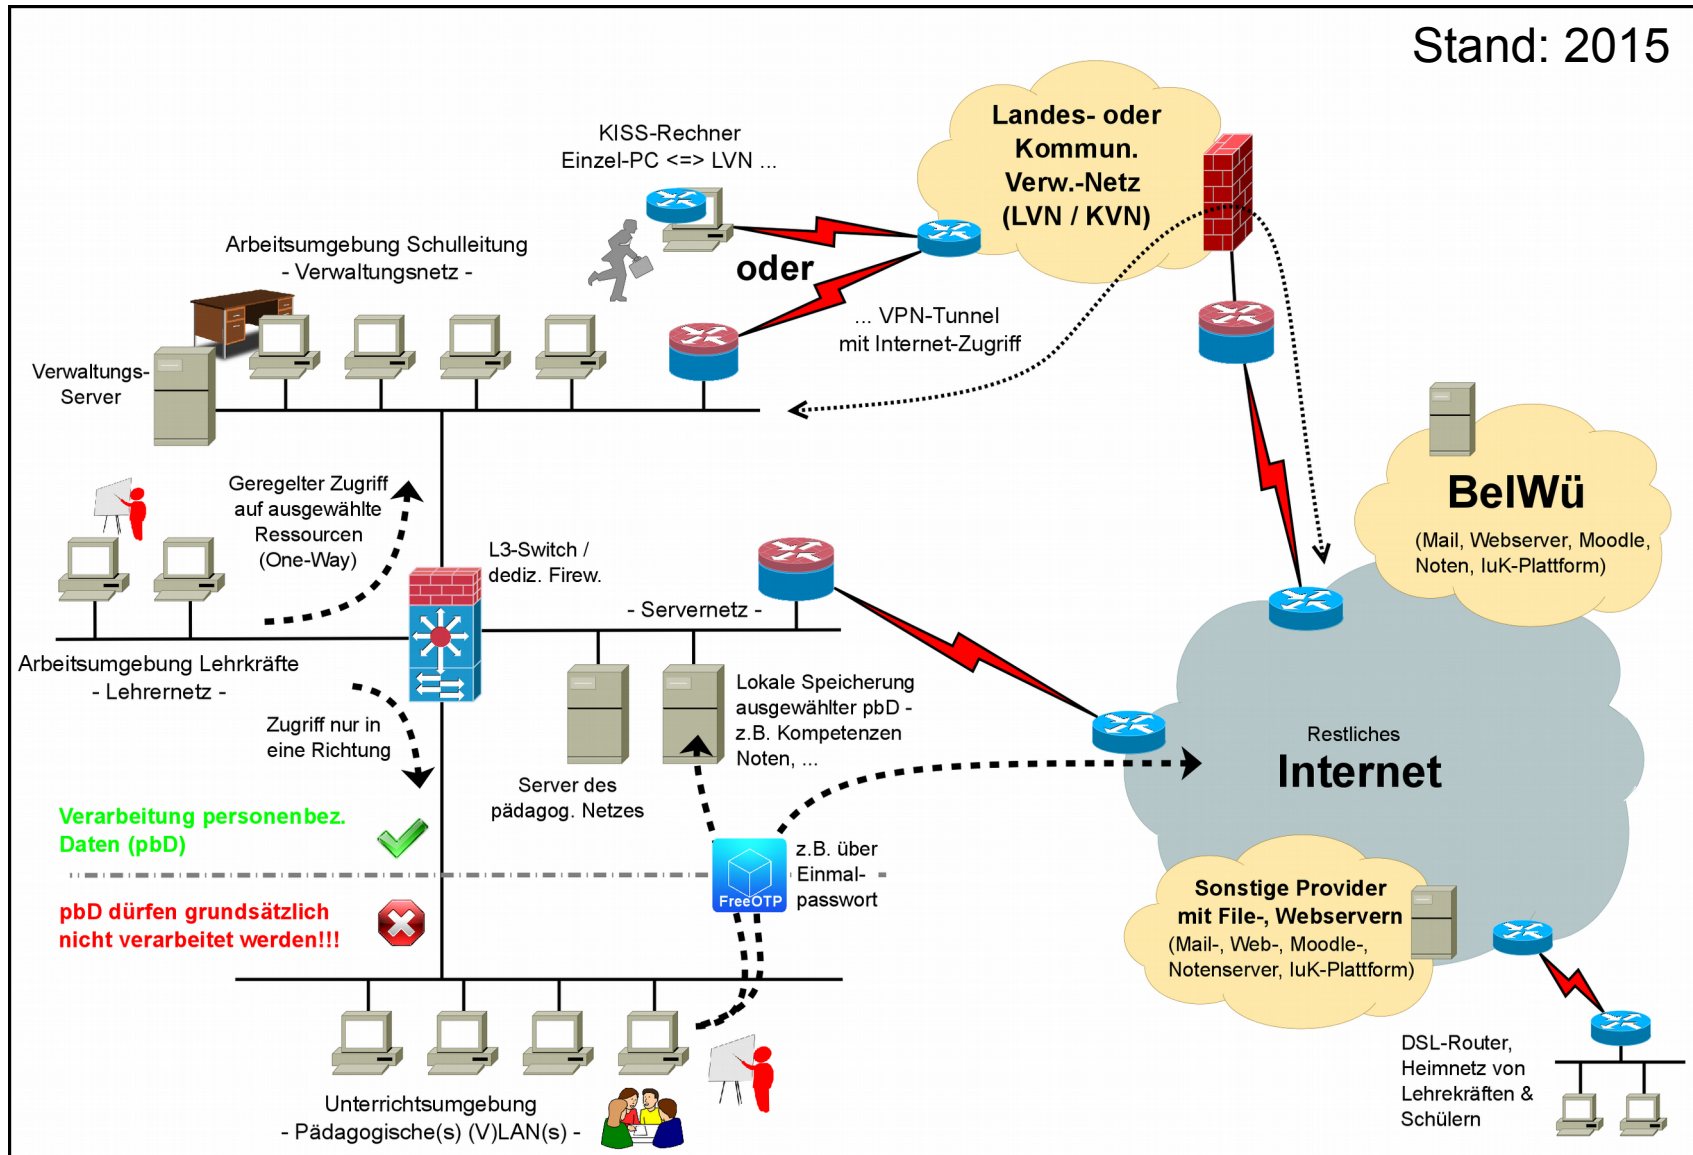 Stand: 2015
KISS-Rechner
Einzel-PC <=> LVN ...
Landes- oder
Kommun.
Verw.-Netz
(LVN / KVN)
Arbeitsumgebung Schulleitung
- Verwaltungsnetz -
oder
... VPN-Tunnel
mit Internet-Zugriff
Verwaltungs-
Server
BelWü
(Mail, Webserver, Moodle,
Noten, IuK-Plattform)
Geregelter Zugriff
auf ausgewählte
Ressourcen
(One-Way)
L3-Switch /
dediz. Firew.
- Servernetz -
Arbeitsumgebung Lehrkräfte
- Lehrernetz -
Zugriff nur in
eine Richtung
Server des
pädagog. Netzes
Lokale Speicherung
ausgewählter pbD -
z.B. Kompetenzen
Noten, ...
Restliches
Internet
Verarbeitung personenbez.
Daten (pbD)
pbD dürfen grundsätzlich
nicht verarbeitet werden!!!
FreeOTP
z.B. über
Einmal-
passwort
Sonstige Provider
mit File-, Webservern
(Mail-, Web-, Moodle-,
Notenserver, IuK-Plattform)
DSL-Router,
Heimnetz von
Lehrekräften &
Schülern
Unterrichtsumgebung
- Pädagogische(s) (V)LAN(s) -